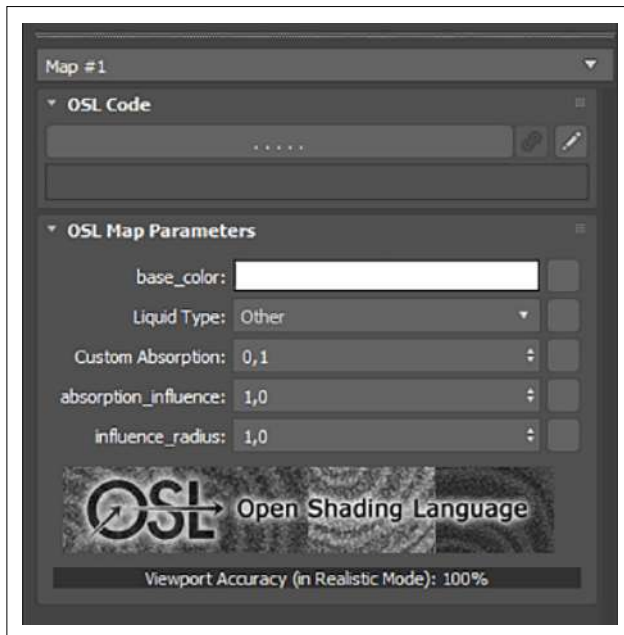 Map #1
OSL Code
.....
OSL Map Parameters
base_color:
Liquid Type: Other
Custom Absorption: 0,1
absorption_influence: 1,0
influence_radius: 1,0
OSL Open Shading Language
Viewport Accuracy (in Realistic Mode): 100%